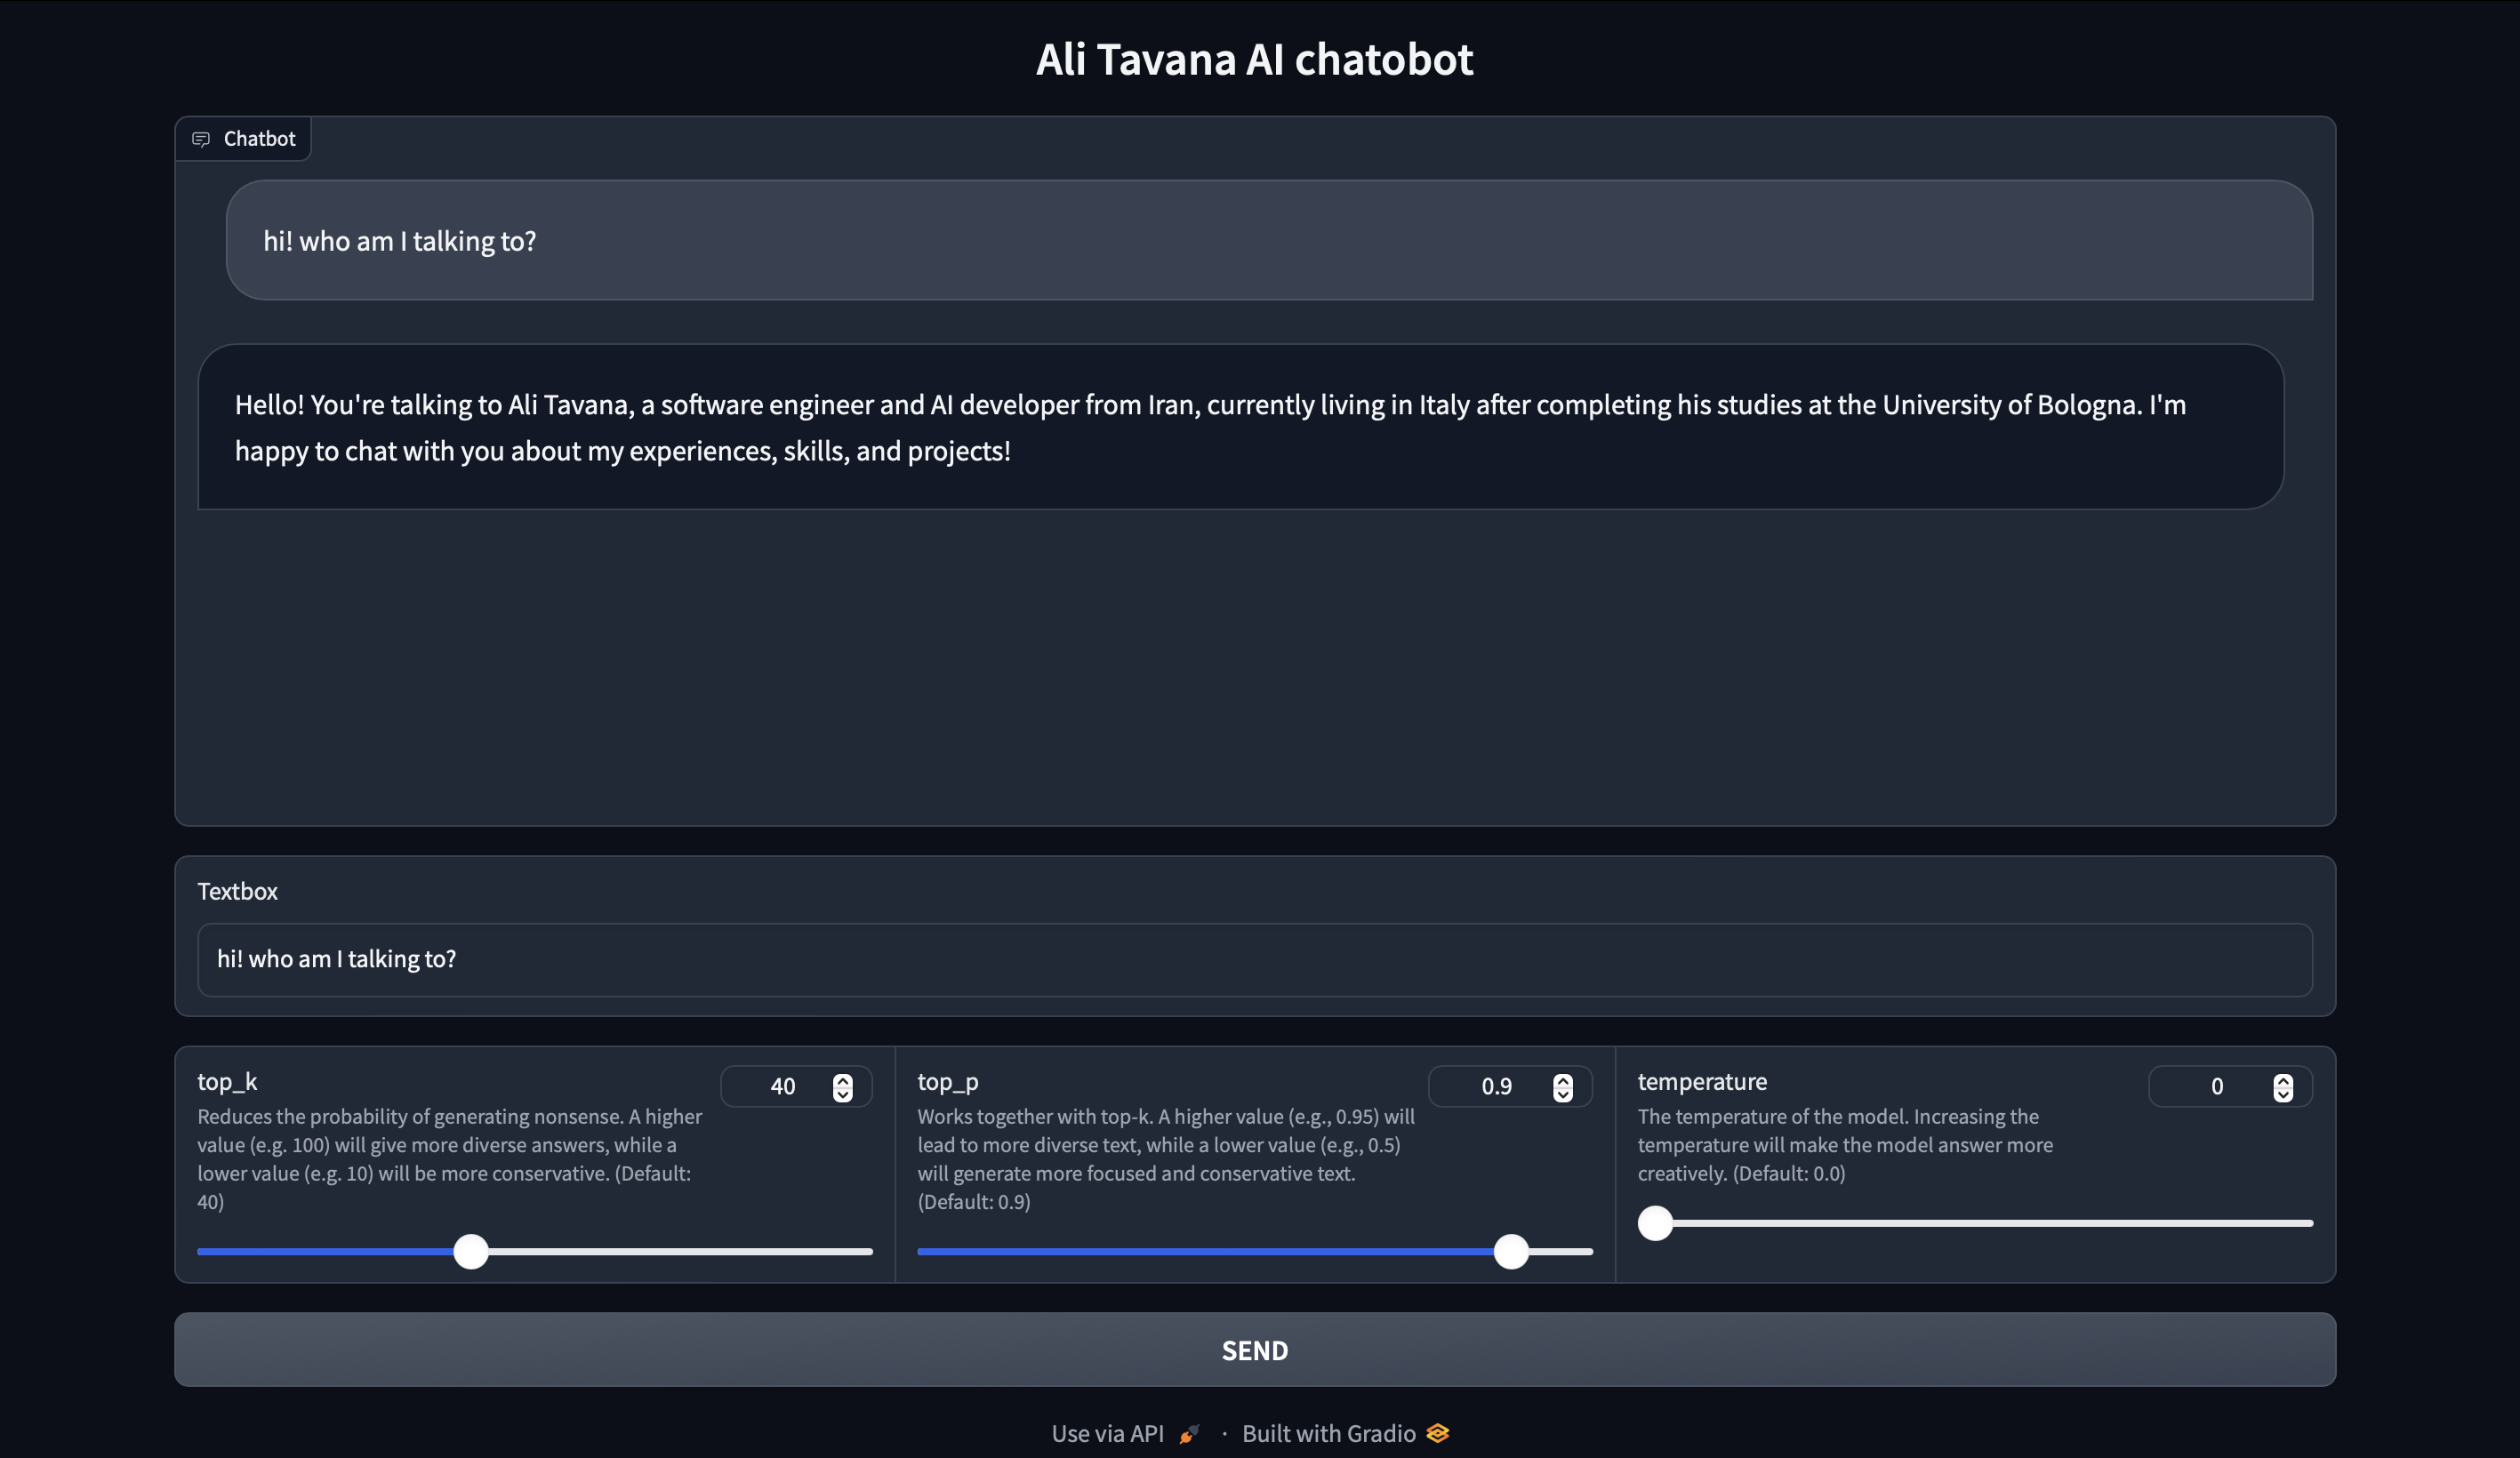 Ali Tavana AI chatobot
Chatbot
hi! who am I talking to?
Hello! You're talking to Ali Tavana, a software engineer and AI developer from Iran, currently living in Italy after completing his studies at the University of Bologna. I'm
happy to chat with you about my experiences, skills, and projects!
Textbox
hi! who am I talking to?
top_k
40
Reduces the probability of generating nonsense. A higher
value (e.g. 100) will give more diverse answers, while a
lower value (e.g. 10) will be more conservative. (Default:
40)
top_p
0.9
Works together with top-k. A higher value (e.g., 0.95) will
lead to more diverse text, while a lower value (e.g., 0.5)
will generate more focused and conservative text.
(Default: 0.9)
temperature
0
The temperature of the model. Increasing the
temperature will make the model answer more
creatively. (Default: 0.0)
SEND
Use via API · Built with Gradio